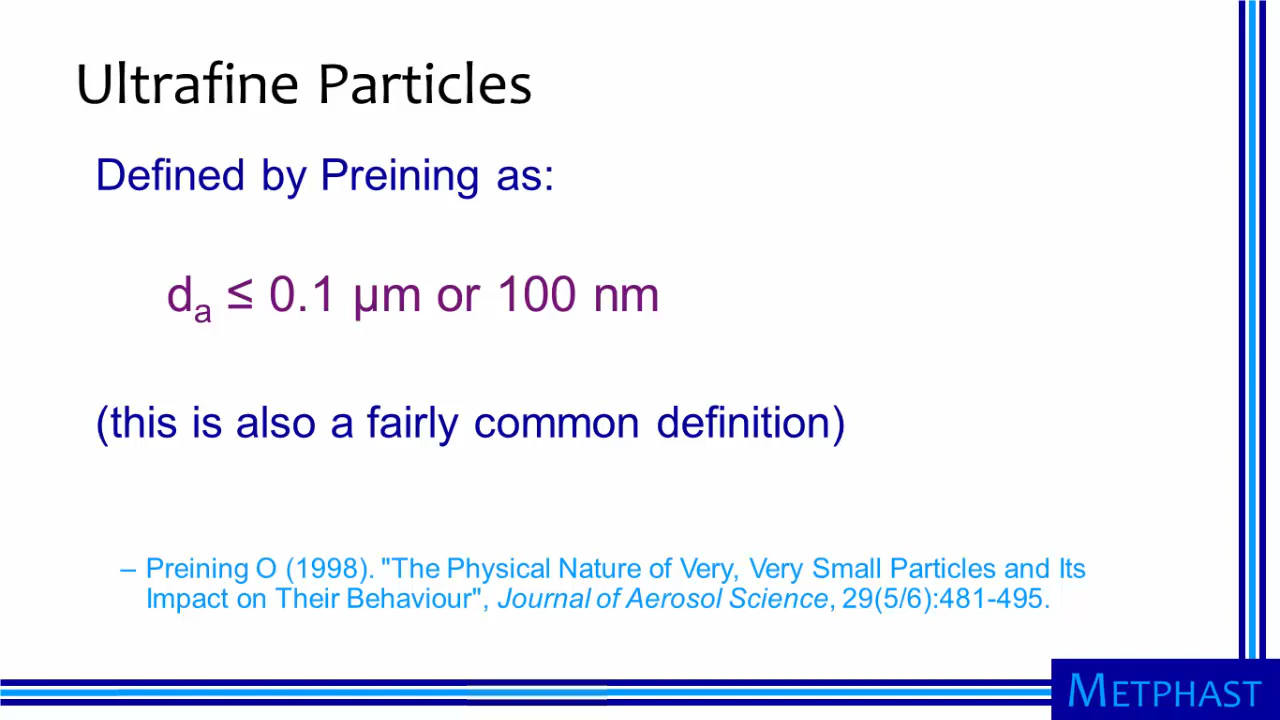 Ultrafine Particles
Defined by Preining as:
dₐ ≤ 0.1 µm or 100 nm
(this is also a fairly common definition)
– Preining O (1998). "The Physical Nature of Very, Very Small Particles and Its
Impact on Their Behaviour", Journal of Aerosol Science, 29(5/6):481-495.
METPHAST